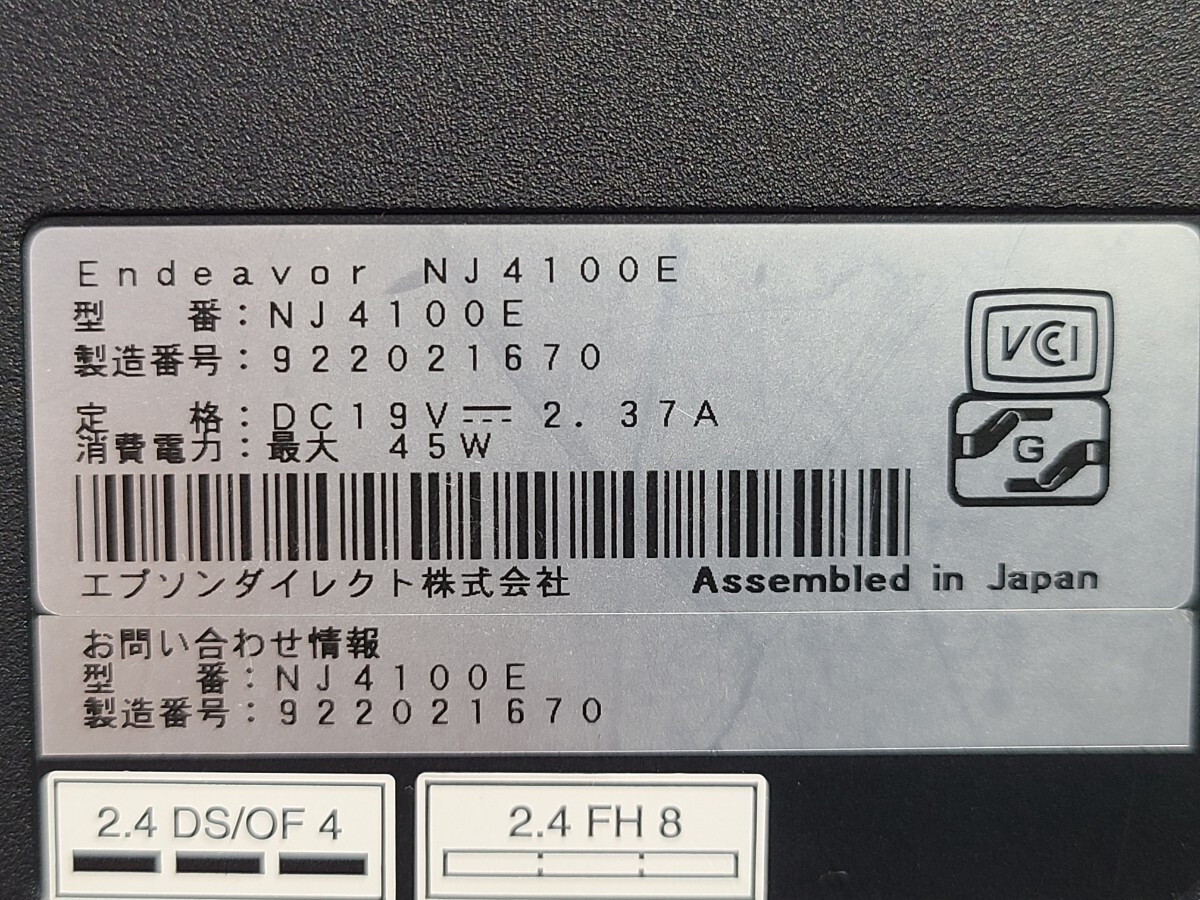 Endeavor NJ4100E
型 番：NJ4100E
製造番号：922021670
定 格：DC19V⎓ 2.37A
消費電力：最大 45W
エプソンダイレクト株式会社 Assembled in Japan
VCCI
G
お問い合わせ情報
型 番：NJ4100E
製造番号：922021670
2.4 DS/OF 4
2.4 FH 8